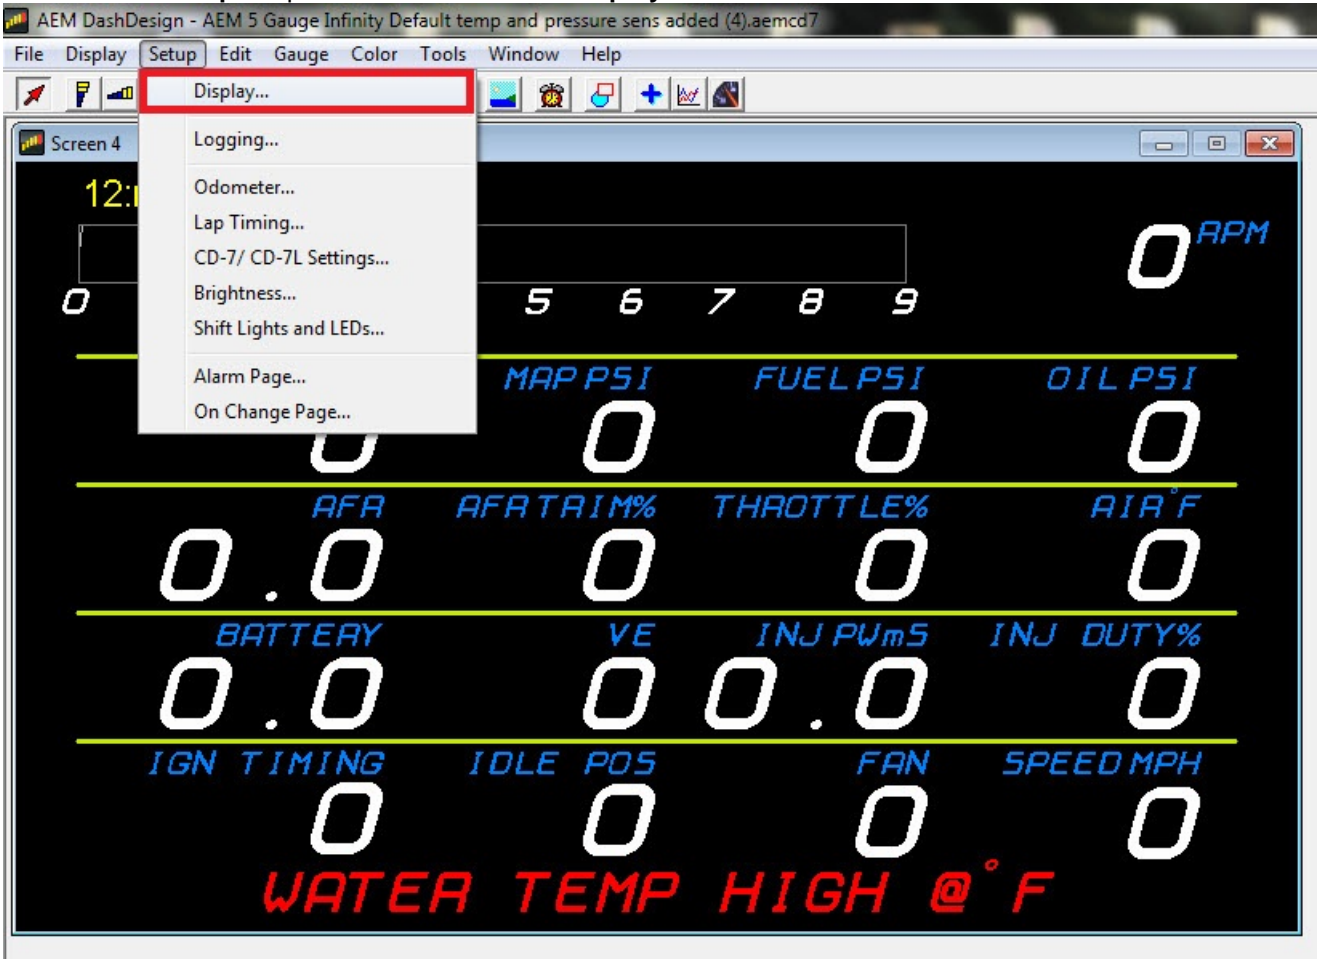 AEM DashDesign - AEM 5 Gauge Infinity Default temp and pressure sens added (4).aemcd7
File Display Setup Edit Gauge Color Tools Window Help
Display...
Logging...
Odometer...
Lap Timing...
CD-7/ CD-7L Settings...
Brightness...
Shift Lights and LEDs...
Alarm Page...
On Change Page...
Screen 4
12:
0 RPM
0 5 6 7 8 9
MAP PSI FUEL PSI OIL PSI
0 0 0 0
AFR AFR TRIM% THROTTLE% AIR°F
0.0 0 0 0
BATTERY VE INJ PWmS INJ DUTY%
0.0 0 0.0 0
IGN TIMING IDLE POS FAN SPEED MPH
0 0 0 0
WATER TEMP HIGH @°F